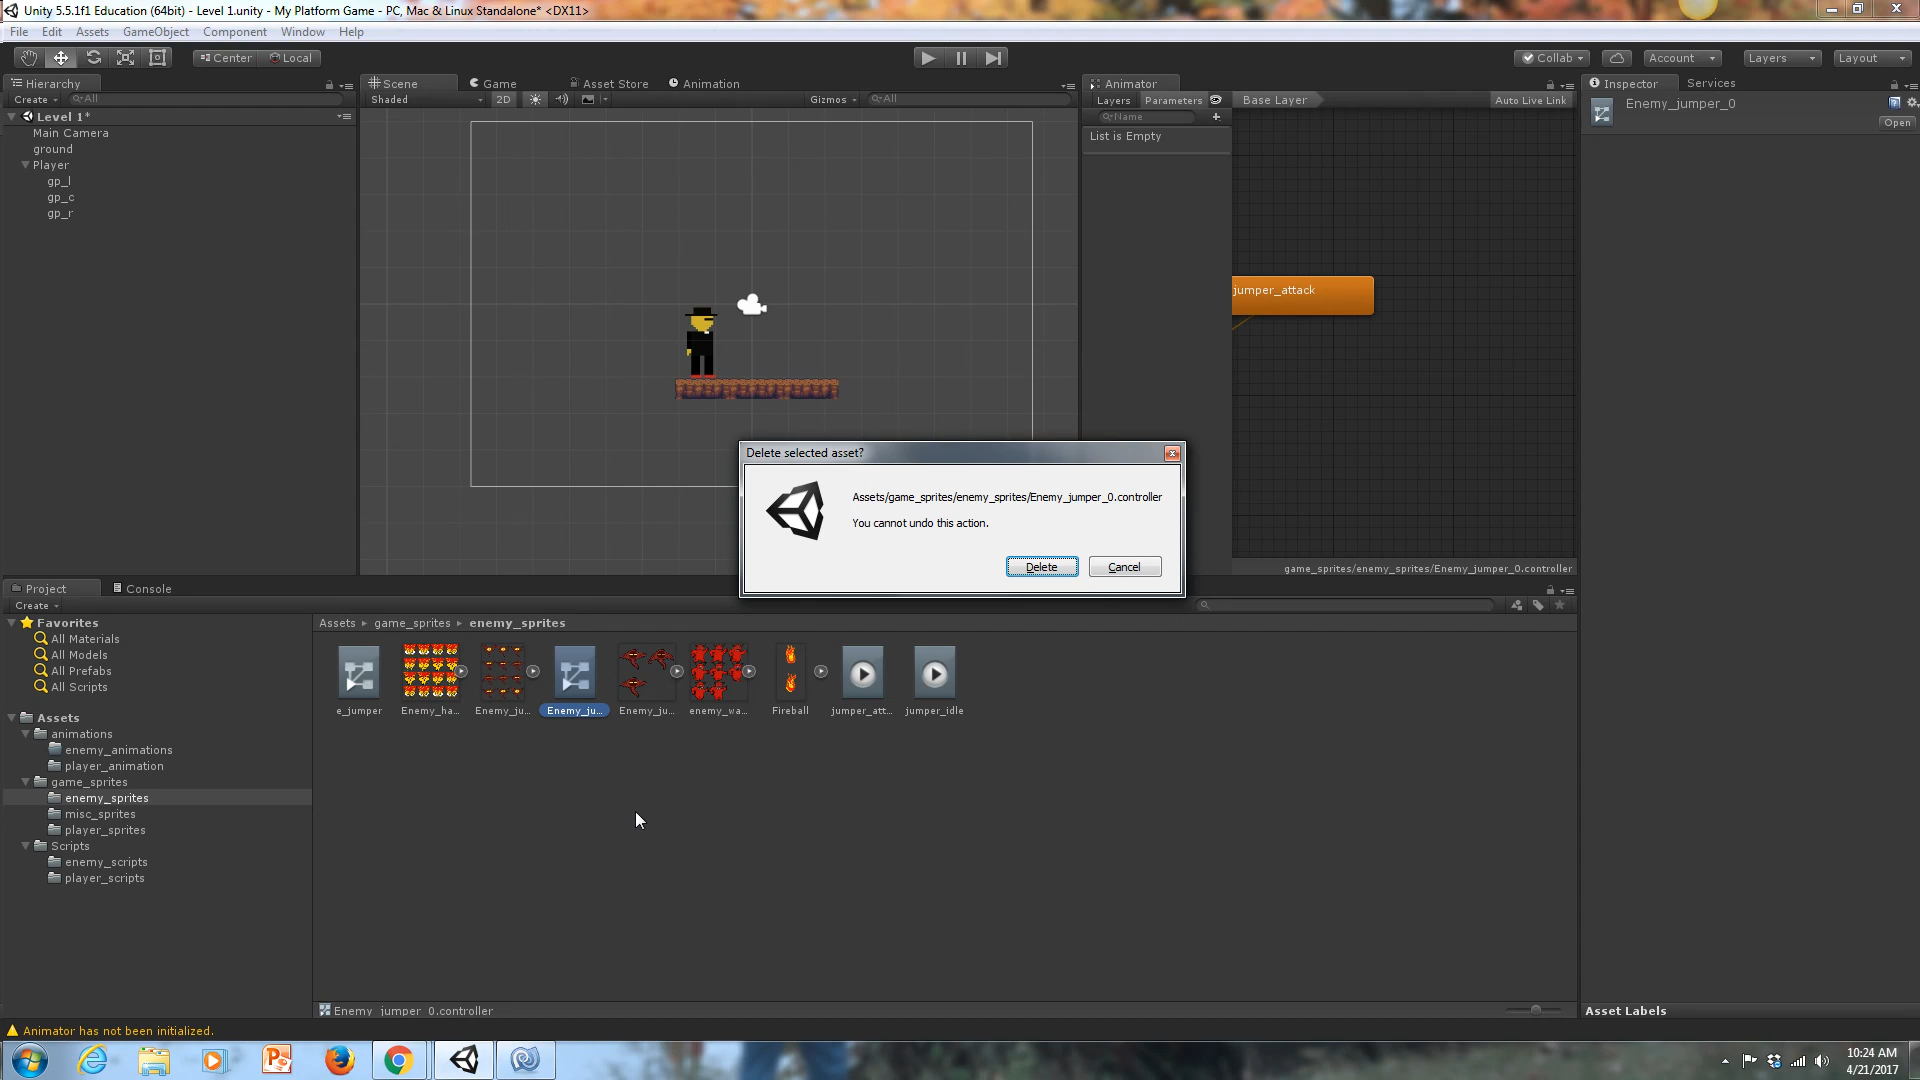 Unity 5.5.1f1 Education (64bit) - Level 1.unity - My Platform Game - PC, Mac & Linux Standalone* <DX11>
File Edit Assets GameObject Component Window Help
Center Local Collab Account Layers Layout
Hierarchy Scene Game Asset Store Animation Animator Inspector Services
Create All Shaded 2D Gizmos All Layers Parameters Base Layer Auto Live Link Enemy_jumper_0
Level 1* Name + Open
Main Camera List is Empty
ground
Player
gp_l
gp_c
gp_r
jumper_attack
Delete selected asset?
Assets/game_sprites/enemy_sprites/Enemy_jumper_0.controller
You cannot undo this action.
Delete Cancel
game_sprites/enemy_sprites/Enemy_jumper_0.controller
Project Console
Create
Favorites Assets game_sprites enemy_sprites
All Materials
All Models
All Prefabs
All Scripts
e_jumper Enemy_ha... Enemy_ju... Enemy_ju... Enemy_ju... enemy_wa... Fireball jumper_att... jumper_idle
Assets
animations
enemy_animations
player_animation
game_sprites
enemy_sprites
misc_sprites
player_sprites
Scripts
enemy_scripts
player_scripts
Enemy_jumper_0.controller Asset Labels
Animator has not been initialized.
10:24 AM
4/21/2017